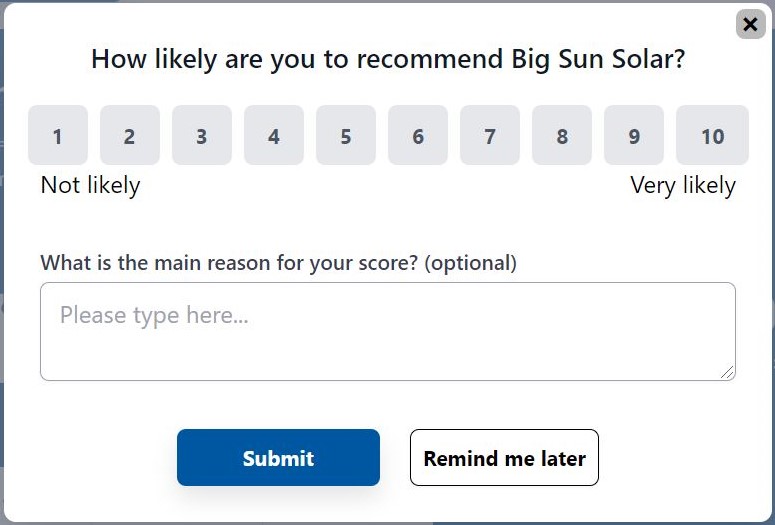 How likely are you to recommend Big Sun Solar?
1 2 3 4 5 6 7 8 9 10
Not likely Very likely
What is the main reason for your score? (optional)
Please type here...
Submit Remind me later